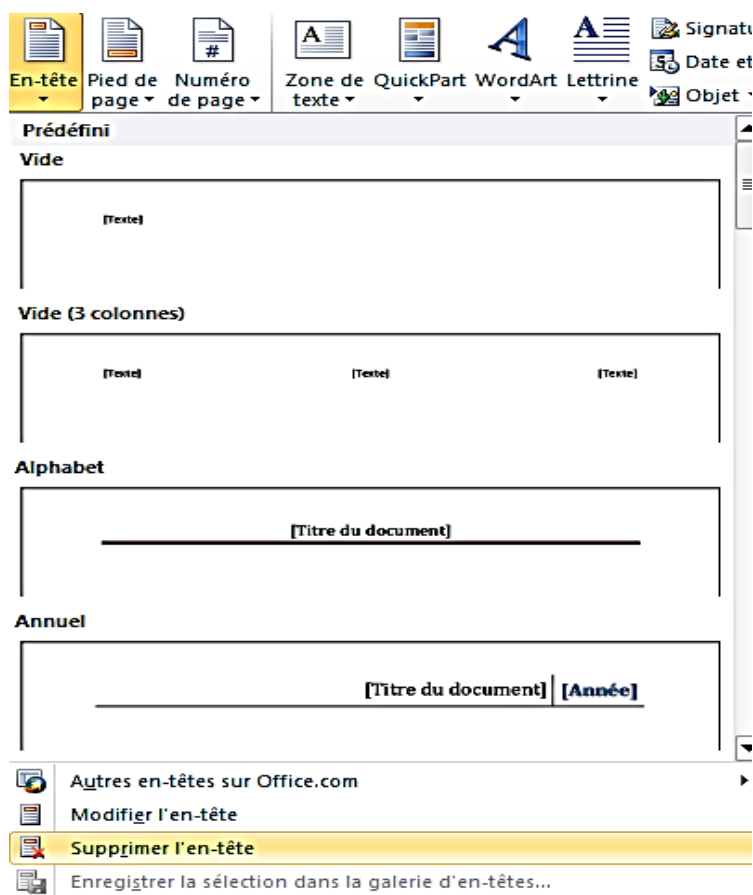 Signatu
Date et
Objet
En-tête Pied de page Numéro de page Zone de texte QuickPart WordArt Lettrine
Prédéfini
Vide
[Texte]
Vide (3 colonnes)
[Texte] [Texte] [Texte]
Alphabet
[Titre du document]
Annuel
[Titre du document] [Année]
Autres en-têtes sur Office.com
Modifier l'en-tête
Supprimer l'en-tête
Enregistrer la sélection dans la galerie d'en-têtes...